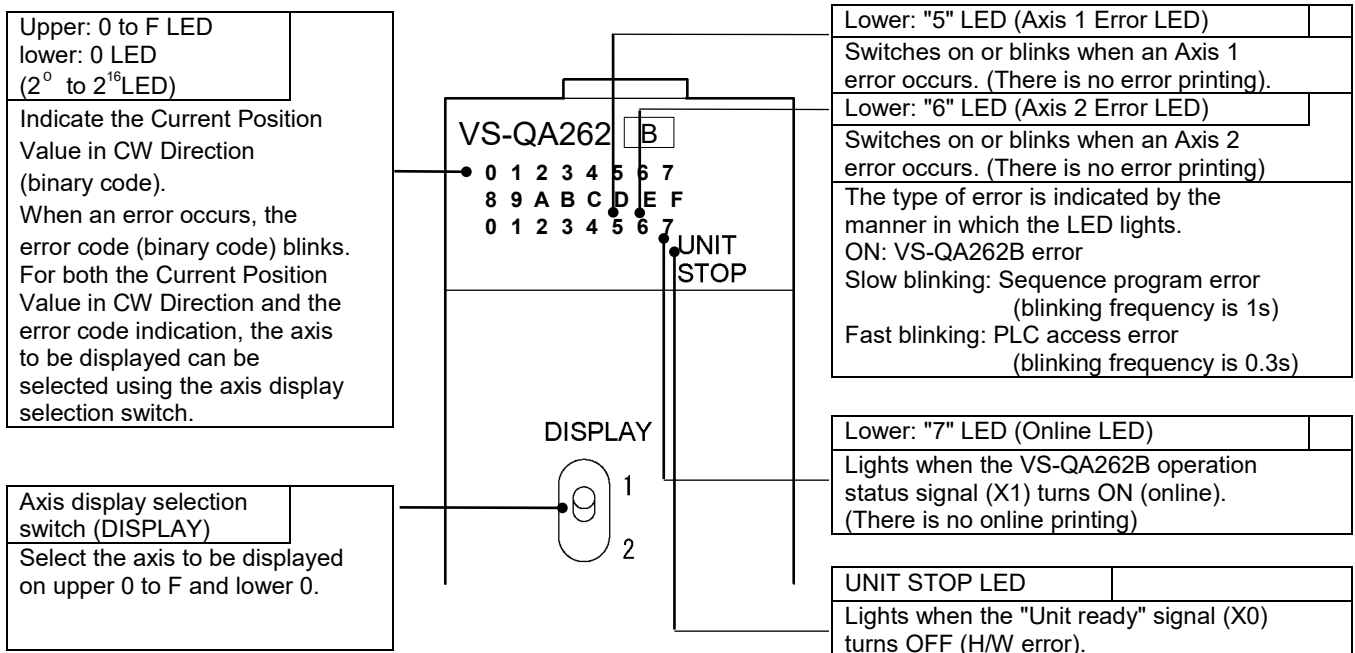 Upper: 0 to F LED
lower: 0 LED
(2⁰ to 2¹⁶LED)
Indicate the Current Position
Value in CW Direction
(binary code).
When an error occurs, the
error code (binary code) blinks.
For both the Current Position
Value in CW Direction and the
error code indication, the axis
to be displayed can be
selected using the axis display
selection switch.
Axis display selection
switch (DISPLAY)
Select the axis to be displayed
on upper 0 to F and lower 0.
VS-QA262 B
0 1 2 3 4 5 6 7
8 9 A B C D E F
0 1 2 3 4 5 6 7
UNIT
STOP
DISPLAY
1
2
Lower: "5" LED (Axis 1 Error LED)
Switches on or blinks when an Axis 1
error occurs. (There is no error printing).
Lower: "6" LED (Axis 2 Error LED)
Switches on or blinks when an Axis 2
error occurs. (There is no error printing)
The type of error is indicated by the
manner in which the LED lights.
ON: VS-QA262B error
Slow blinking: Sequence program error
(blinking frequency is 1s)
Fast blinking: PLC access error
(blinking frequency is 0.3s)
Lower: "7" LED (Online LED)
Lights when the VS-QA262B operation
status signal (X1) turns ON (online).
(There is no online printing)
UNIT STOP LED
Lights when the "Unit ready" signal (X0)
turns OFF (H/W error).